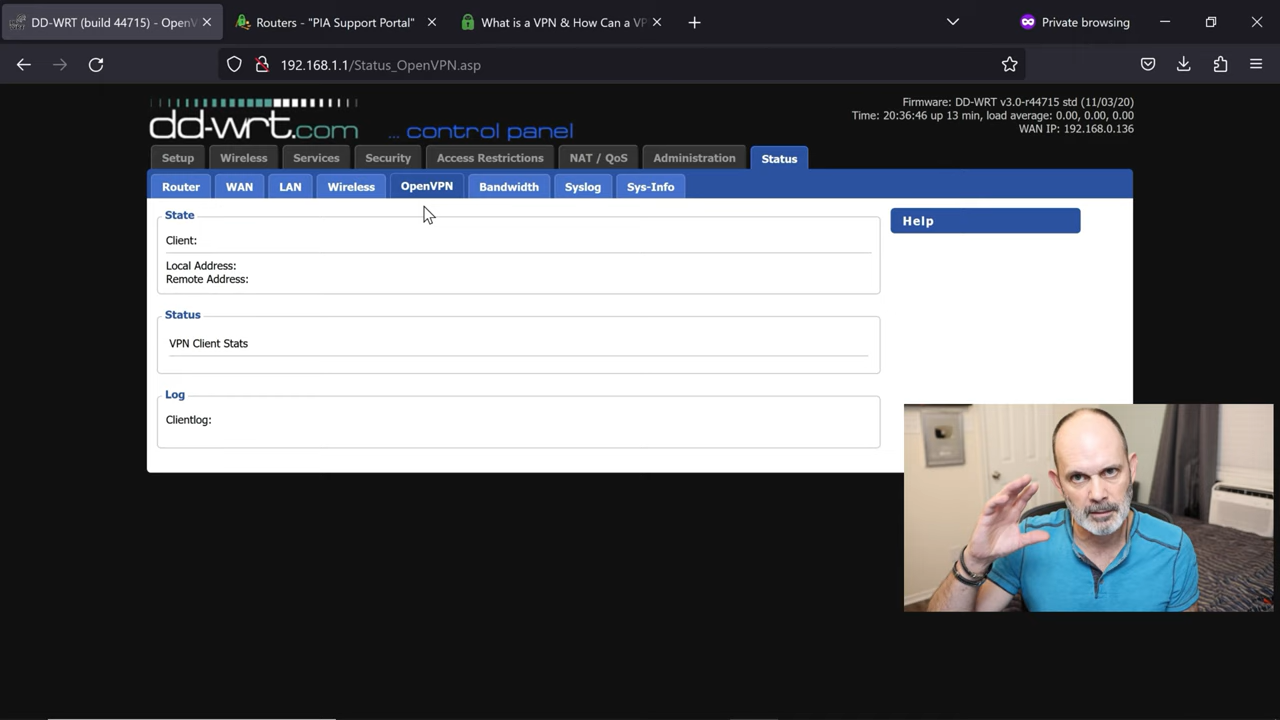 DD-WRT (build 44715) - OpenV
Routers - "PIA Support Portal"
What is a VPN & How Can a VP
Private browsing
192.168.1.1/Status_OpenVPN.asp
dd-wrt.com ... control panel
Firmware: DD-WRT v3.0-r44715 std (11/03/20)
Time: 20:36:46 up 13 min, load average: 0.00, 0.00, 0.00
WAN IP: 192.168.0.136
Setup Wireless Services Security Access Restrictions NAT / QoS Administration Status
Router WAN LAN Wireless OpenVPN Bandwidth Syslog Sys-Info
State
Client:
Local Address:
Remote Address:
Status
VPN Client Stats
Log
Clientlog:
Help